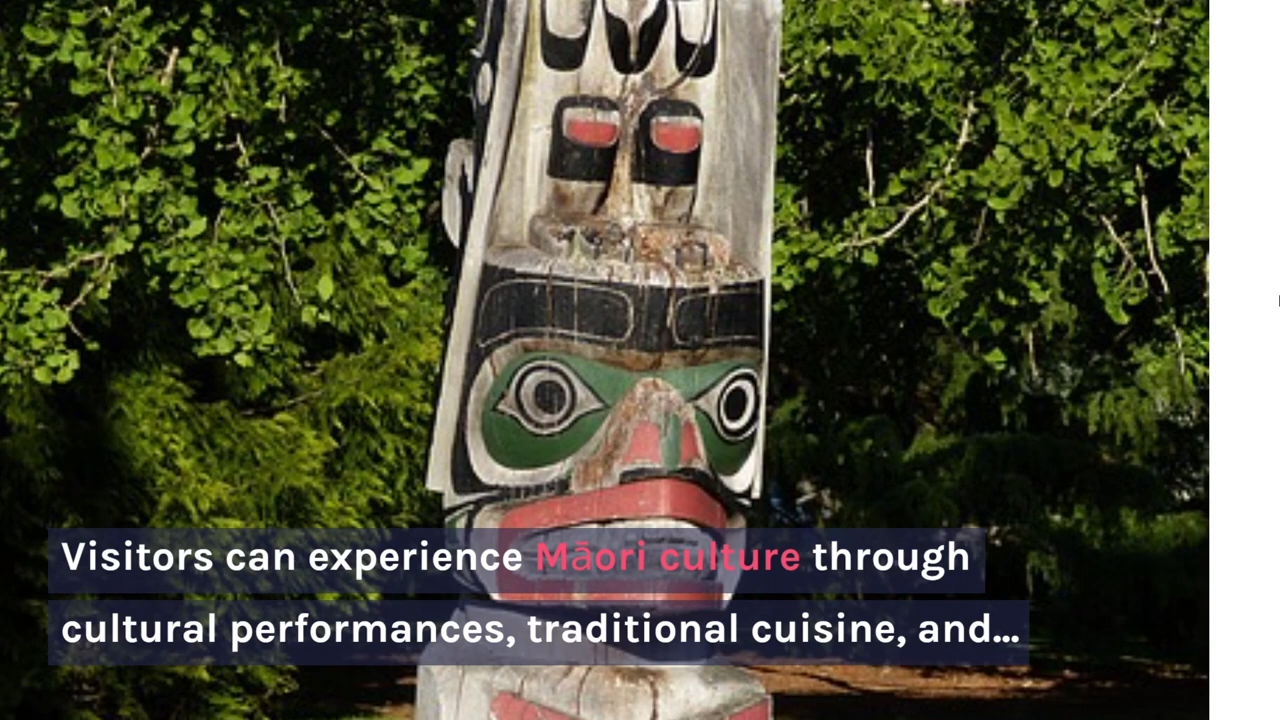 Visitors can experience Māori culture through
cultural performances, traditional cuisine, and...